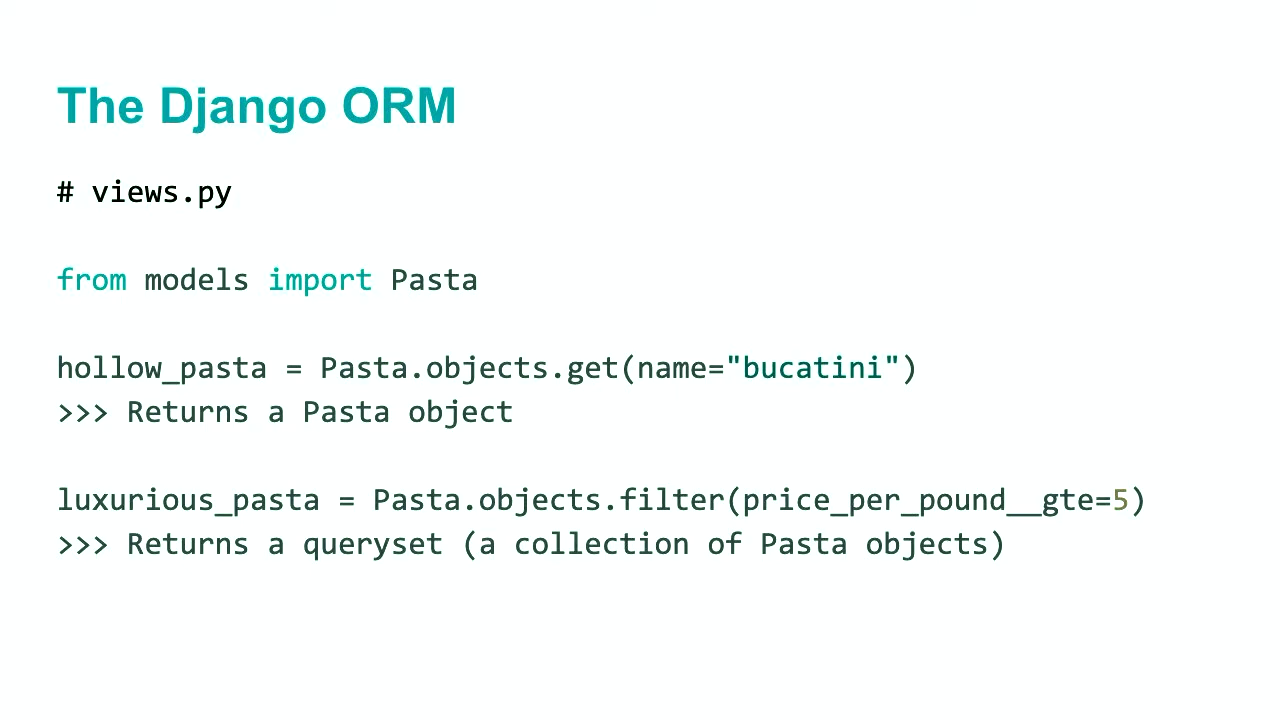 The Django ORM
# views.py
from models import Pasta
hollow_pasta = Pasta.objects.get(name="bucatini")
>>> Returns a Pasta object
luxurious_pasta = Pasta.objects.filter(price_per_pound__gte=5)
>>> Returns a queryset (a collection of Pasta objects)